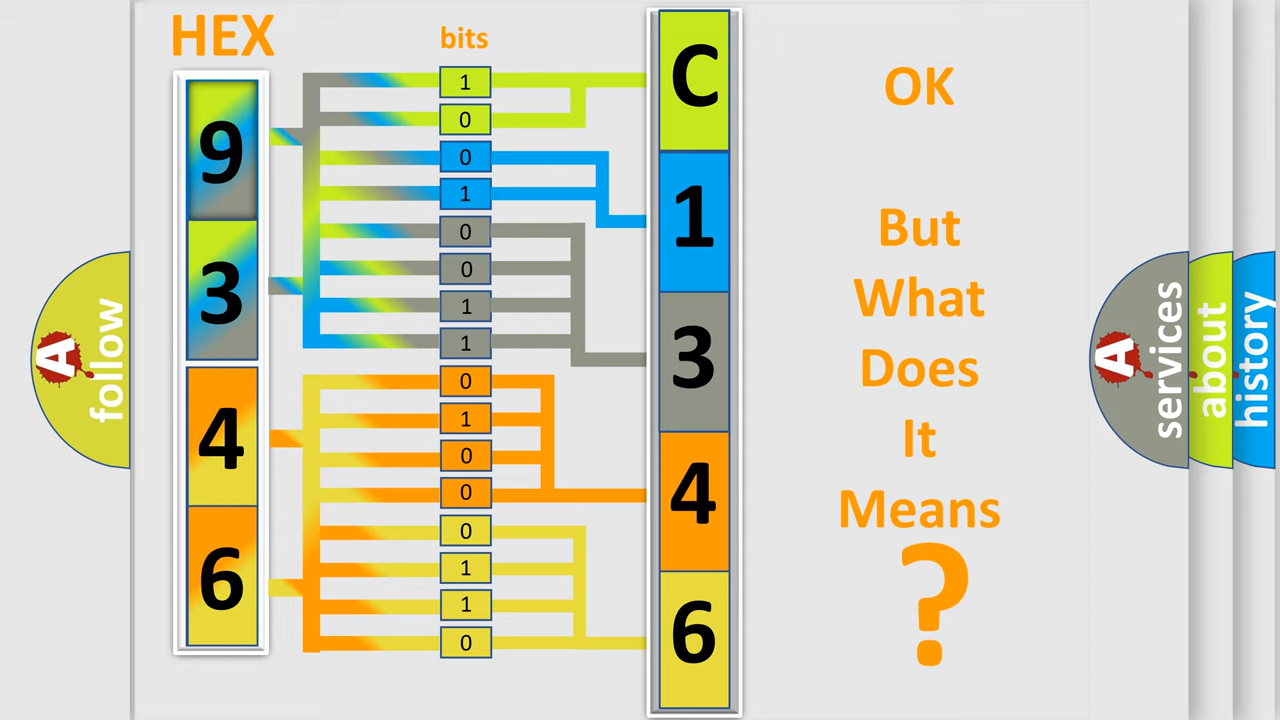 HEX
bits
9
3
4
6
1
0
0
1
0
0
1
1
0
1
0
0
0
1
1
0
C
1
3
4
6
OK
But
What
Does
It
Means
?
A
follow
A
services
about
history